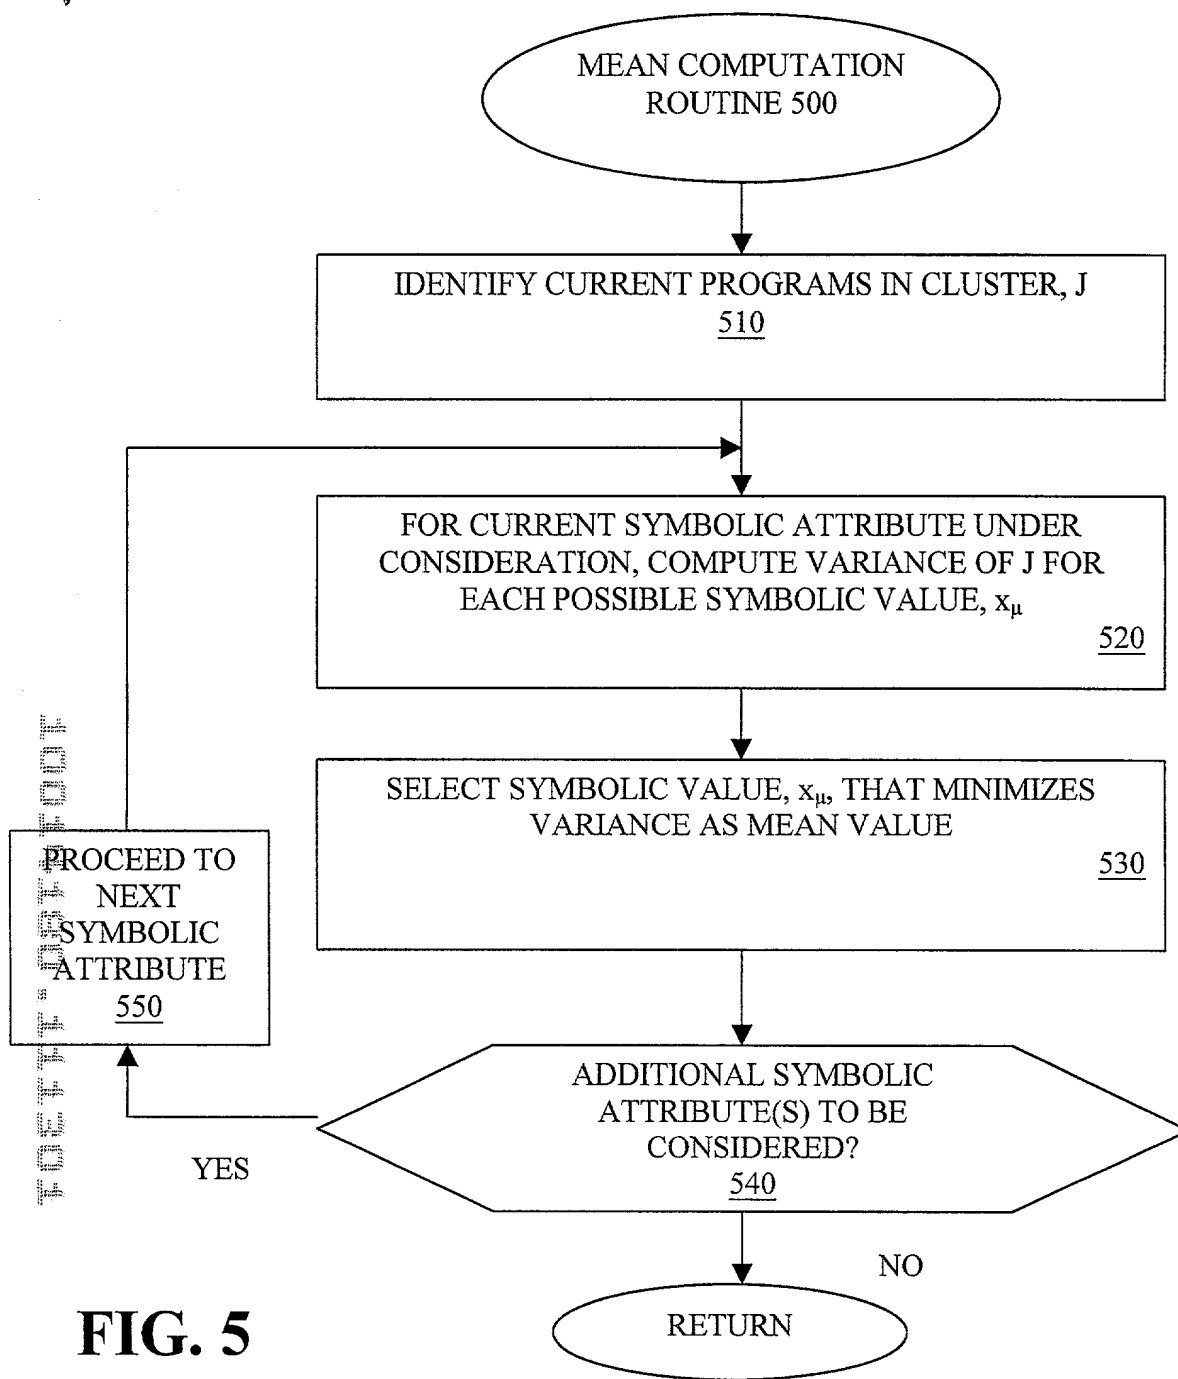 MEAN COMPUTATION
ROUTINE 500
IDENTIFY CURRENT PROGRAMS IN CLUSTER, J
510
FOR CURRENT SYMBOLIC ATTRIBUTE UNDER
CONSIDERATION, COMPUTE VARIANCE OF J FOR
EACH POSSIBLE SYMBOLIC VALUE, xμ
520
SELECT SYMBOLIC VALUE, xμ, THAT MINIMIZES
VARIANCE AS MEAN VALUE
530
PROCEED TO
NEXT
SYMBOLIC
ATTRIBUTE
550
ADDITIONAL SYMBOLIC
ATTRIBUTE(S) TO BE
CONSIDERED?
540
YES
NO
RETURN
FIG. 5